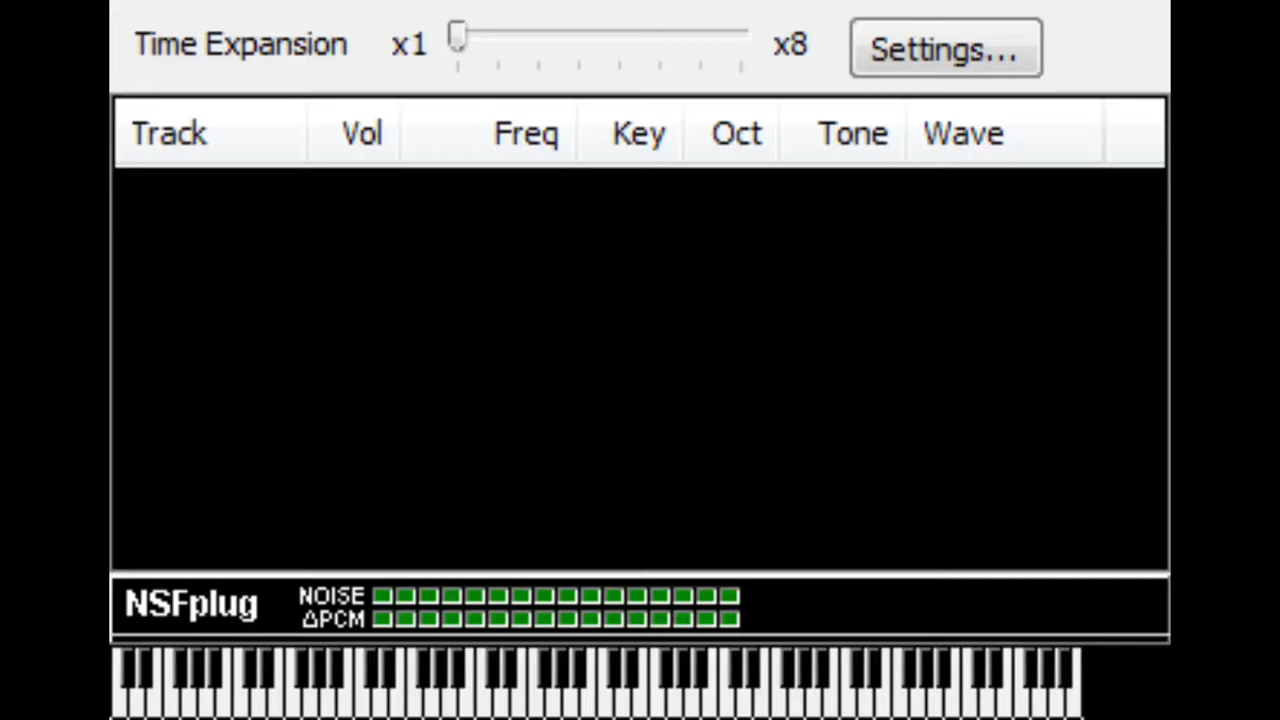 Time Expansion x1 x8 Settings...
Track Vol Freq Key Oct Tone Wave
NSFplug NOISE
ΔPCM